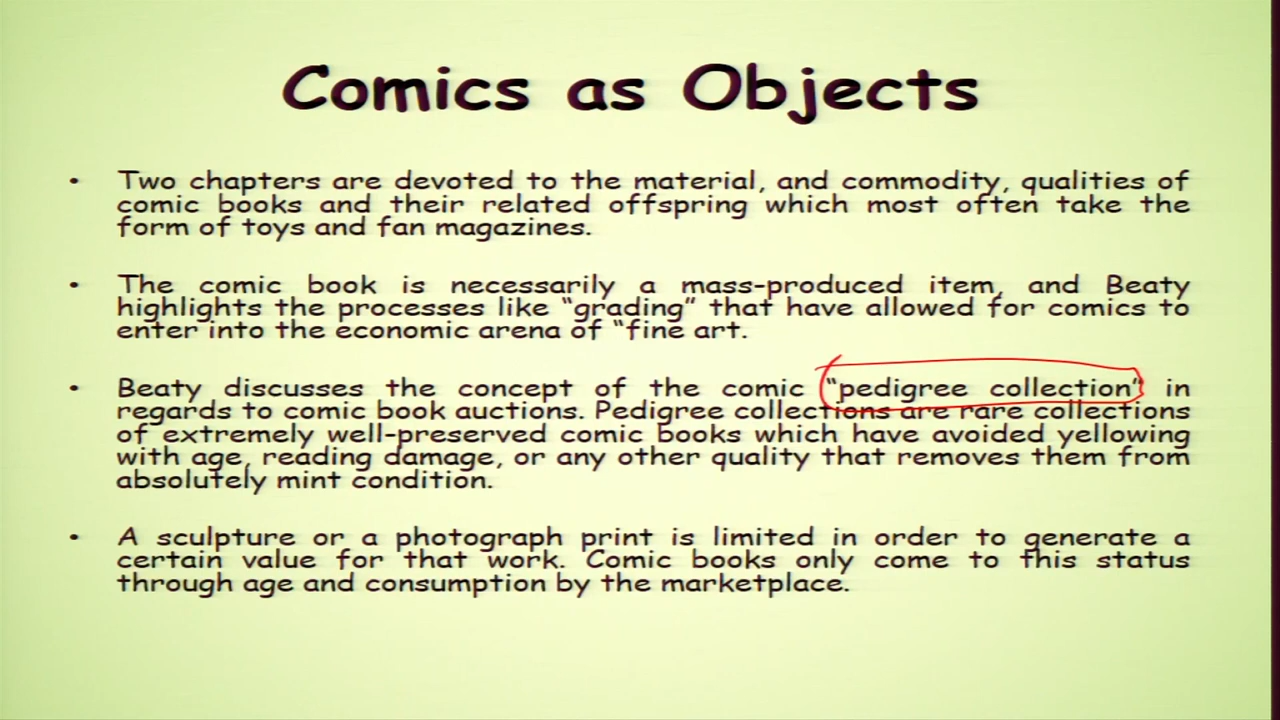 Comics as Objects
• Two chapters are devoted to the material, and commodity, qualities of
comic books and their related offspring which most often take the
form of toys and fan magazines.
• The comic book is necessarily a mass-produced item, and Beaty
highlights the processes like “grading” that have allowed for comics to
enter into the economic arena of “fine art.
• Beaty discusses the concept of the comic “pedigree collection” in
regards to comic book auctions. Pedigree collections are rare collections
of extremely well-preserved comic books which have avoided yellowing
with age, reading damage, or any other quality that removes them from
absolutely mint condition.
• A sculpture or a photograph print is limited in order to generate a
certain value for that work. Comic books only come to this status
through age and consumption by the marketplace.